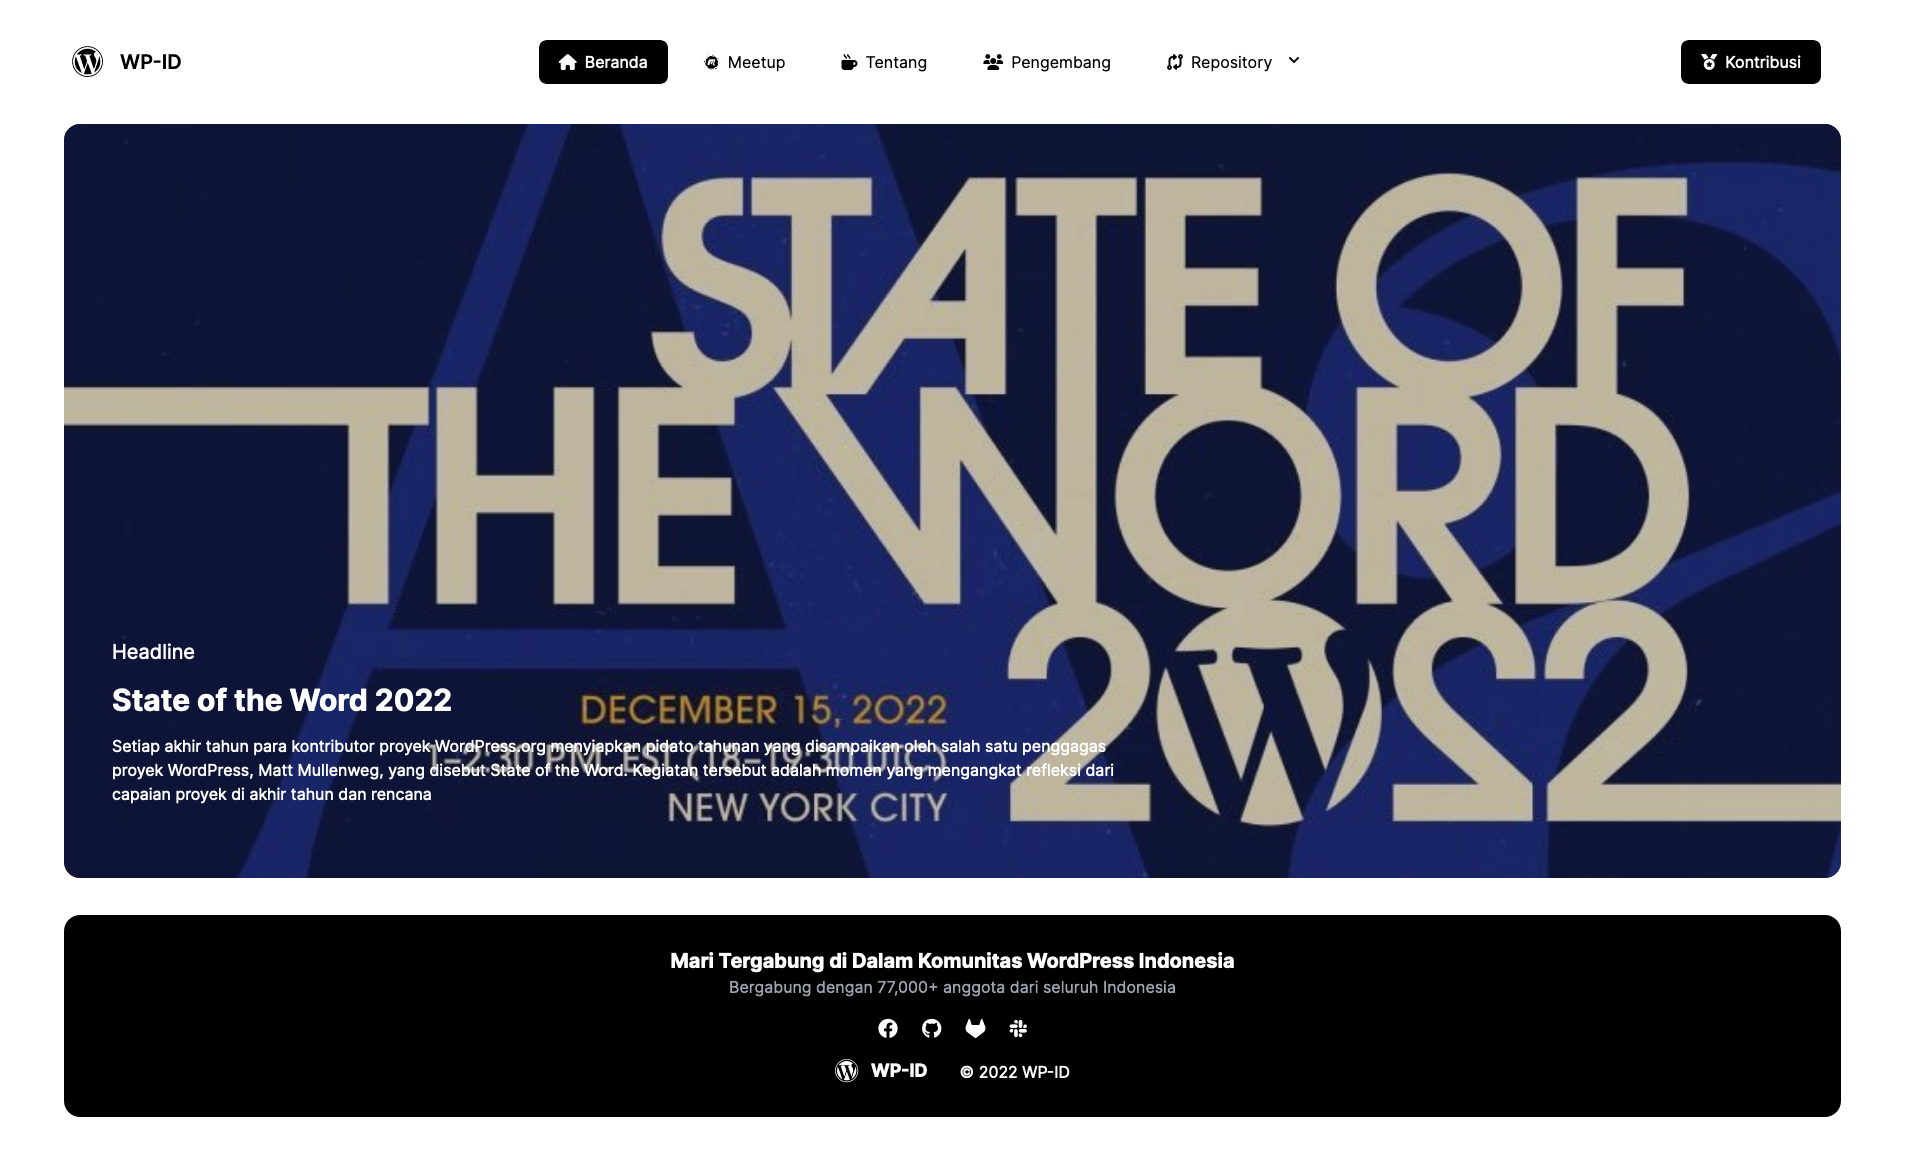 WP-ID
Beranda
Meetup
Tentang
Pengembang
Repository
Kontribusi
STATE OF
THE WORD
2022
Headline
State of the Word 2022
DECEMBER 15, 2022
1–2:30 PM EST (18–19:30 UTC)
NEW YORK CITY
Setiap akhir tahun para kontributor proyek WordPress.org menyiapkan pidato tahunan yang disampaikan oleh salah satu penggagas
proyek WordPress, Matt Mullenweg, yang disebut State of the Word. Kegiatan tersebut adalah momen yang mengangkat refleksi dari
capaian proyek di akhir tahun dan rencana
Mari Tergabung di Dalam Komunitas WordPress Indonesia
Bergabung dengan 77,000+ anggota dari seluruh Indonesia
WP-ID
© 2022 WP-ID